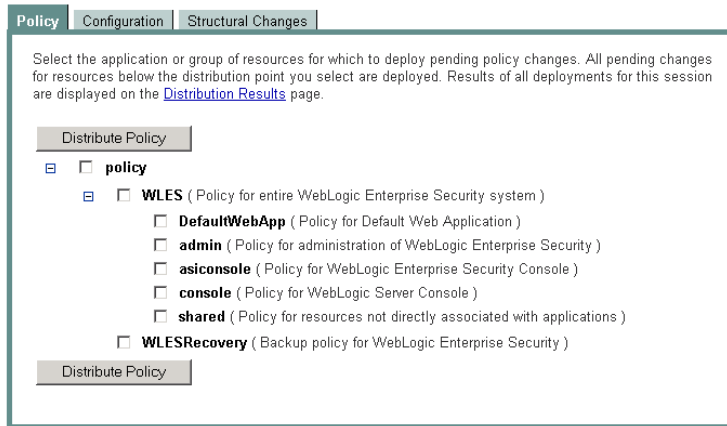 Policy Configuration Structural Changes
Select the application or group of resources for which to deploy pending policy changes. All pending changes
for resources below the distribution point you select are deployed. Results of all deployments for this session
are displayed on the Distribution Results page.
Distribute Policy
policy
WLES ( Policy for entire WebLogic Enterprise Security system )
DefaultWebApp ( Policy for Default Web Application )
admin ( Policy for administration of WebLogic Enterprise Security )
asiconsole ( Policy for WebLogic Enterprise Security Console )
console ( Policy for WebLogic Server Console )
shared ( Policy for resources not directly associated with applications )
WLESRecovery ( Backup policy for WebLogic Enterprise Security )
Distribute Policy